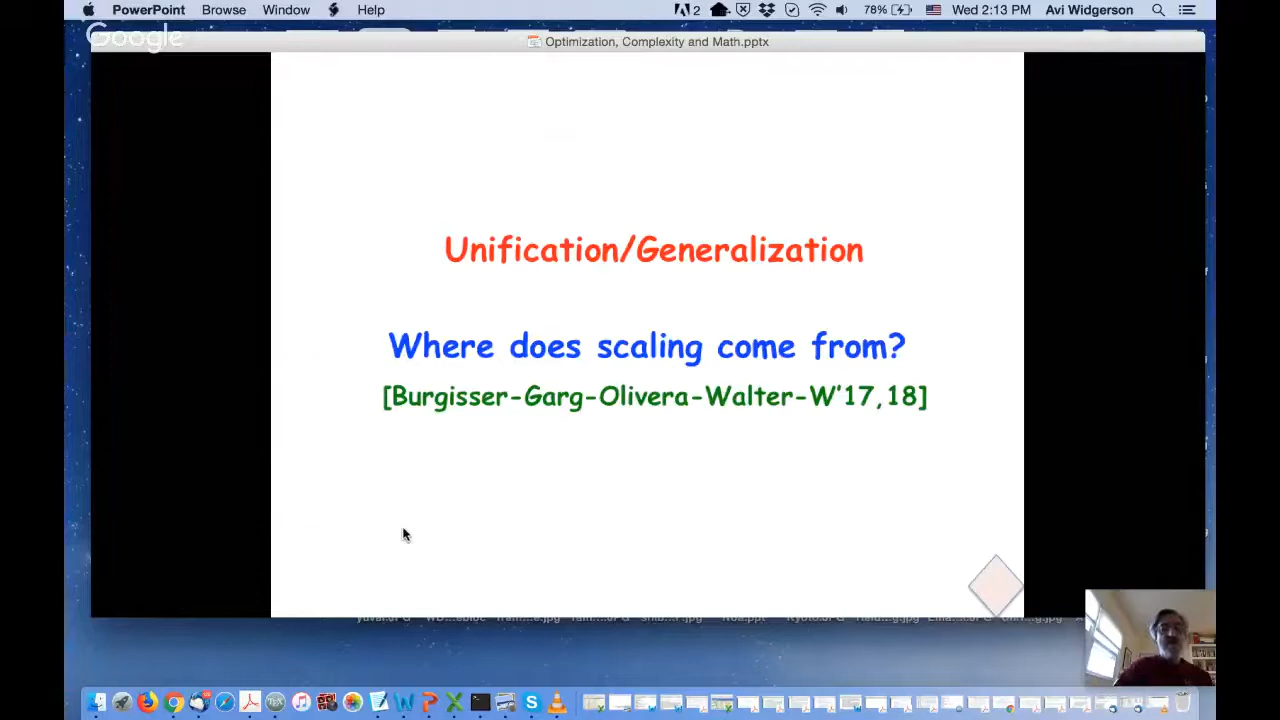 PowerPoint Browse Window Help 2 78% Wed 2:13 PM Avi Widgerson
Google
Optimization, Complexity and Math.pptx
Unification/Generalization
Where does scaling come from?
[Burgisser-Garg-Olivera-Walter-W'17,18]